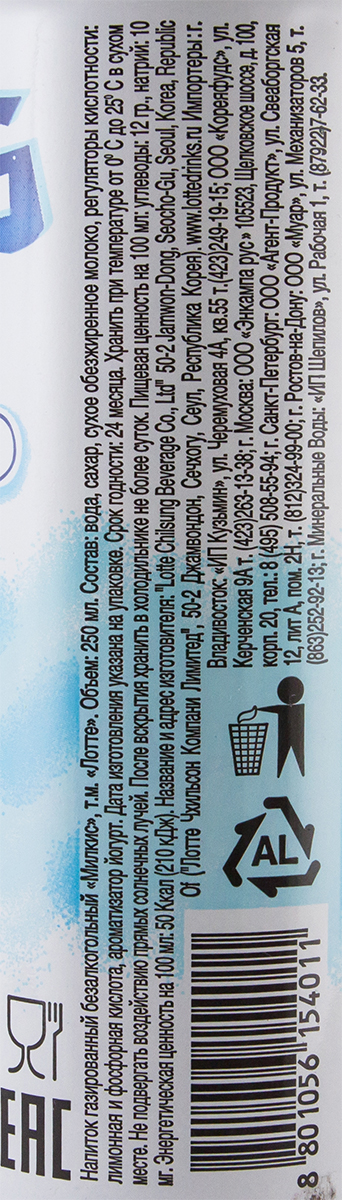 Напиток газированный безалкогольный «Милкис», т.м. «Лотте». Объем: 250 мл. Состав: вода, сахар, сухое обезжиренное молоко, регуляторы кислотности:
лимонная и фосфорная кислота, ароматизатор йогурт. Дата изготовления указана на упаковке. Срок годности: 24 месяца. Хранить при температуре от 0° С до 25° С в сухом
месте. Не подвергать воздействию прямых солнечных лучей. После вскрытия хранить в холодильнике не более суток. Пищевая ценность на 100 мл: углеводы: 12 гр., натрий: 10
мг. Энергетическая ценность на 100 мл: 50 Ккал (210 кДж). Название и адрес изготовителя: "Lotte Chilsung Beverage Co., Ltd" 50-2 Jamwon-Dong, Seocho-Gu, Seoul, Korea, Republic
Of ("Лотте Чхильсон Компани Лимитед" 50-2 Джамвондон, Сечхогу, Сеул, Республика Корея) www.lottedrinks.ru Импортеры: г.
Владивосток: «ИП Кузьмин», ул. Черемуховая 4А, кв.55 т.(423)249-19-15; ООО «Кореафудс», ул.
Керченская 9А т.(423)263-13-38; г. Москва: ООО «Энкампа рус» 105523, Щелковское шоссе, д.100,
корп. 20, тел.: 8 (495) 508-55-94; г. Санкт-Петербург: ООО «Агент-Продукт», ул. Свеаборгская
12, лит А, пом. 2Н, т. (812)324-99-00; г. Ростов-на-Дону: ООО «Муар», ул. Механизаторов 5, т.
(863)252-92-13; г. Минеральные Воды: «ИП Шепилов», ул. Рабочая 1, т. (87922)7-62-33.
AL
8 801056 154011
EAC